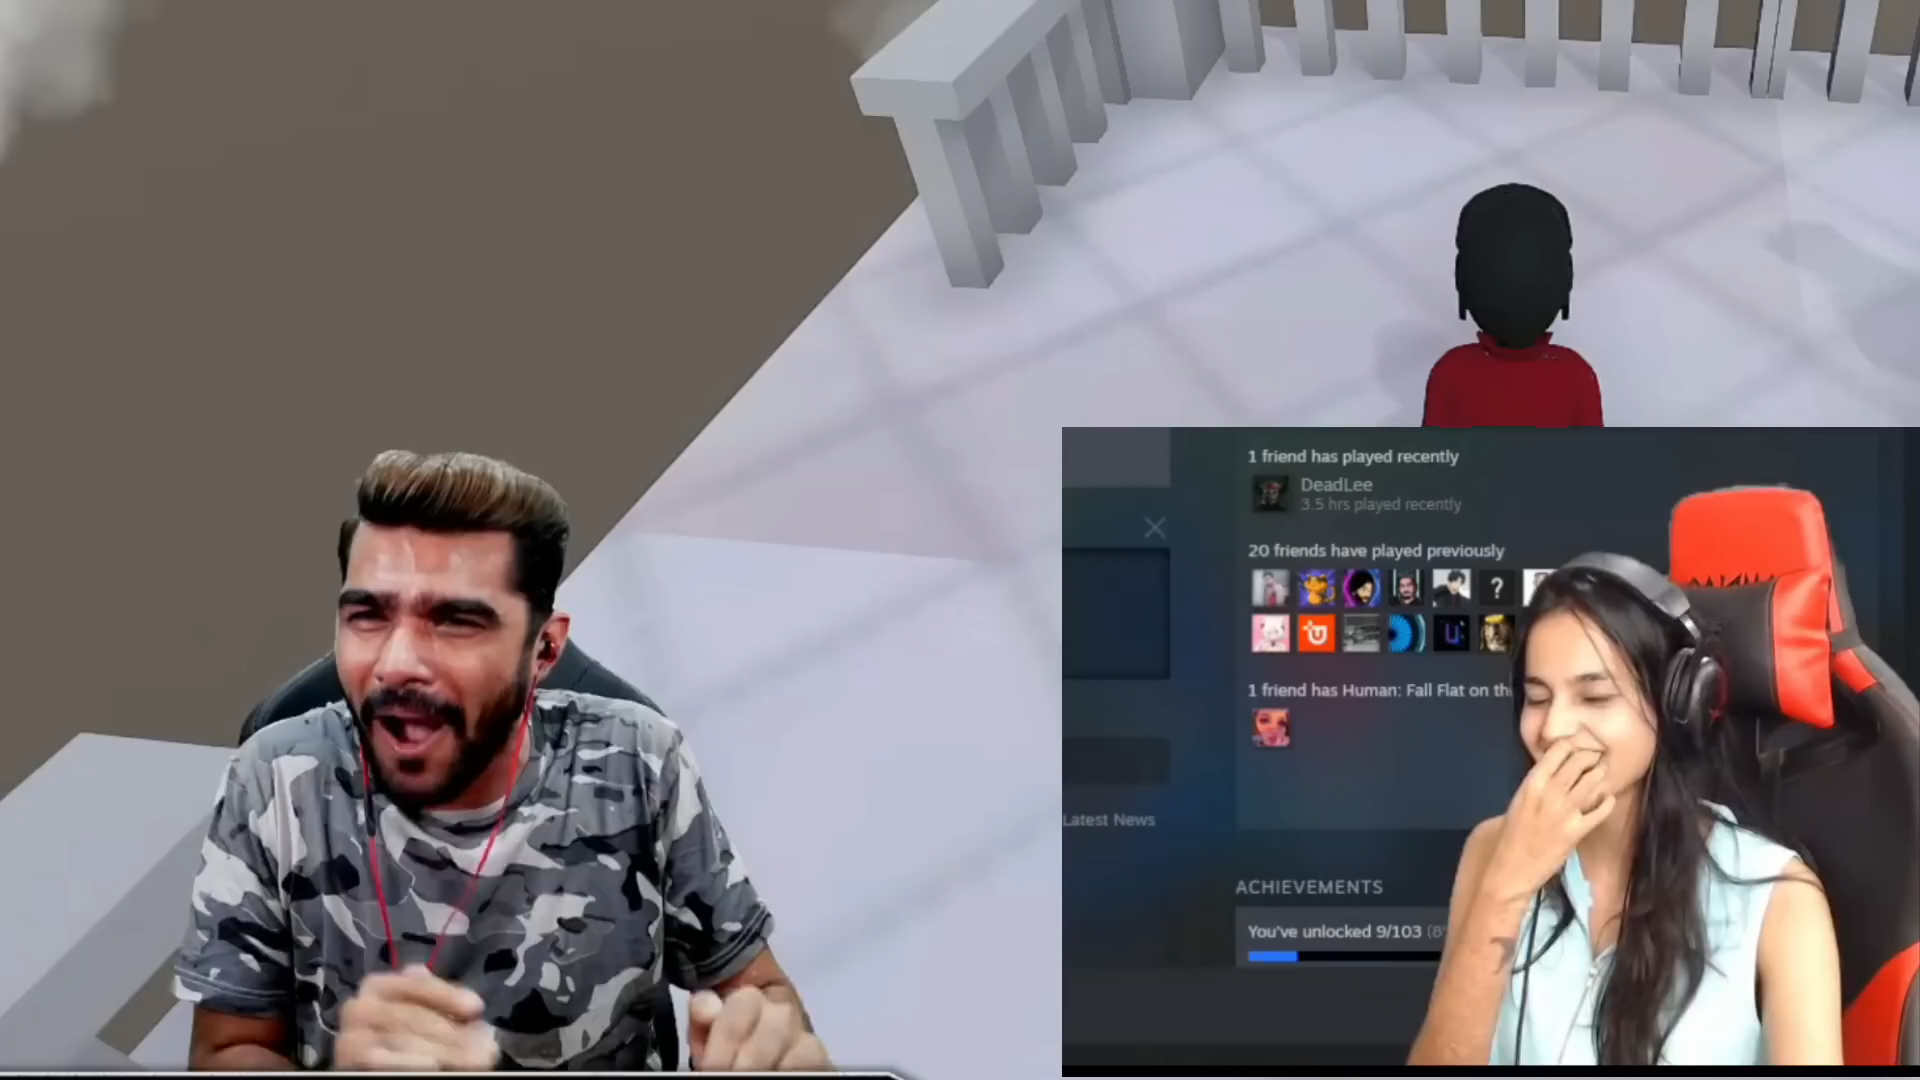 1 friend has played recently
DeadLee
3.5 hrs played recently
20 friends have played previously
?
1 friend has Human: Fall Flat on
Latest News
ACHIEVEMENTS
You've unlocked 9/103